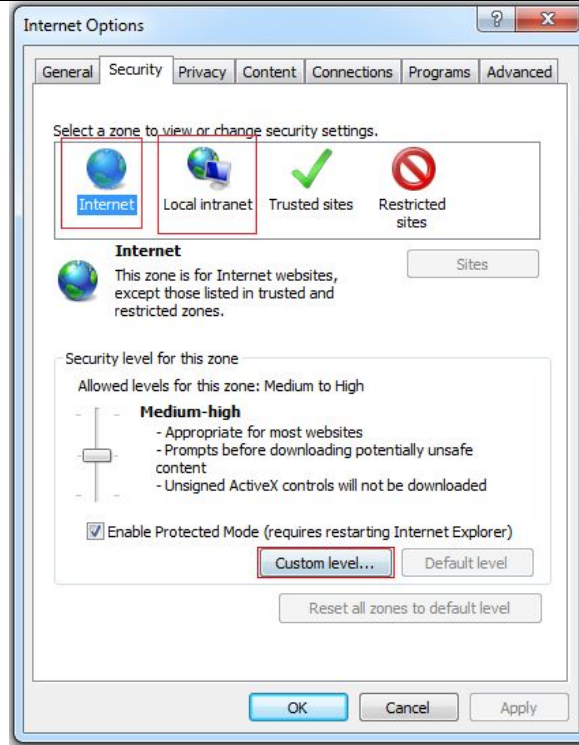 Internet Options
General Security Privacy Content Connections Programs Advanced
Select a zone to view or change security settings.
Internet Local intranet Trusted sites Restricted
sites
Internet
This zone is for Internet websites,
except those listed in trusted and
restricted zones.
Sites
Security level for this zone
Allowed levels for this zone: Medium to High
Medium-high
- Appropriate for most websites
- Prompts before downloading potentially unsafe
content
- Unsigned ActiveX controls will not be downloaded
Enable Protected Mode (requires restarting Internet Explorer)
Custom level... Default level
Reset all zones to default level
OK Cancel Apply